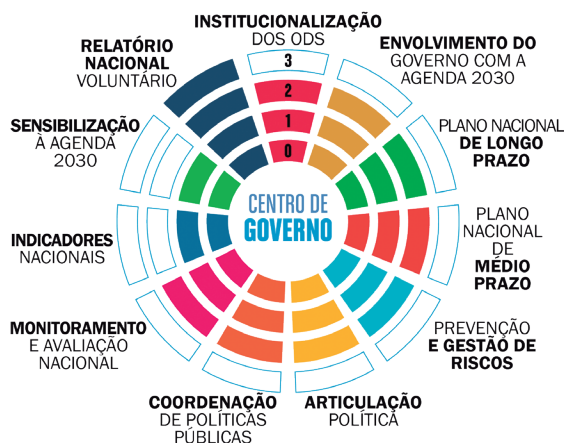 INSTITUCIONALIZAÇÃO
DOS ODS
ENVOLVIMENTO DO
GOVERNO COM A
AGENDA 2030
PLANO NACIONAL
DE LONGO
PRAZO
PLANO
NACIONAL
DE
MÉDIO
PRAZO
PREVENÇÃO
E GESTÃO DE
RISCOS
ARTICULAÇÃO
POLÍTICA
COORDENAÇÃO
DE POLÍTICAS
PÚBLICAS
MONITORAMENTO
E AVALIAÇÃO
NACIONAL
INDICADORES
NACIONAIS
SENSIBILIZAÇÃO
À AGENDA
2030
RELATÓRIO
NACIONAL
VOLUNTÁRIO
3
2
1
0
CENTRO DE
GOVERNO